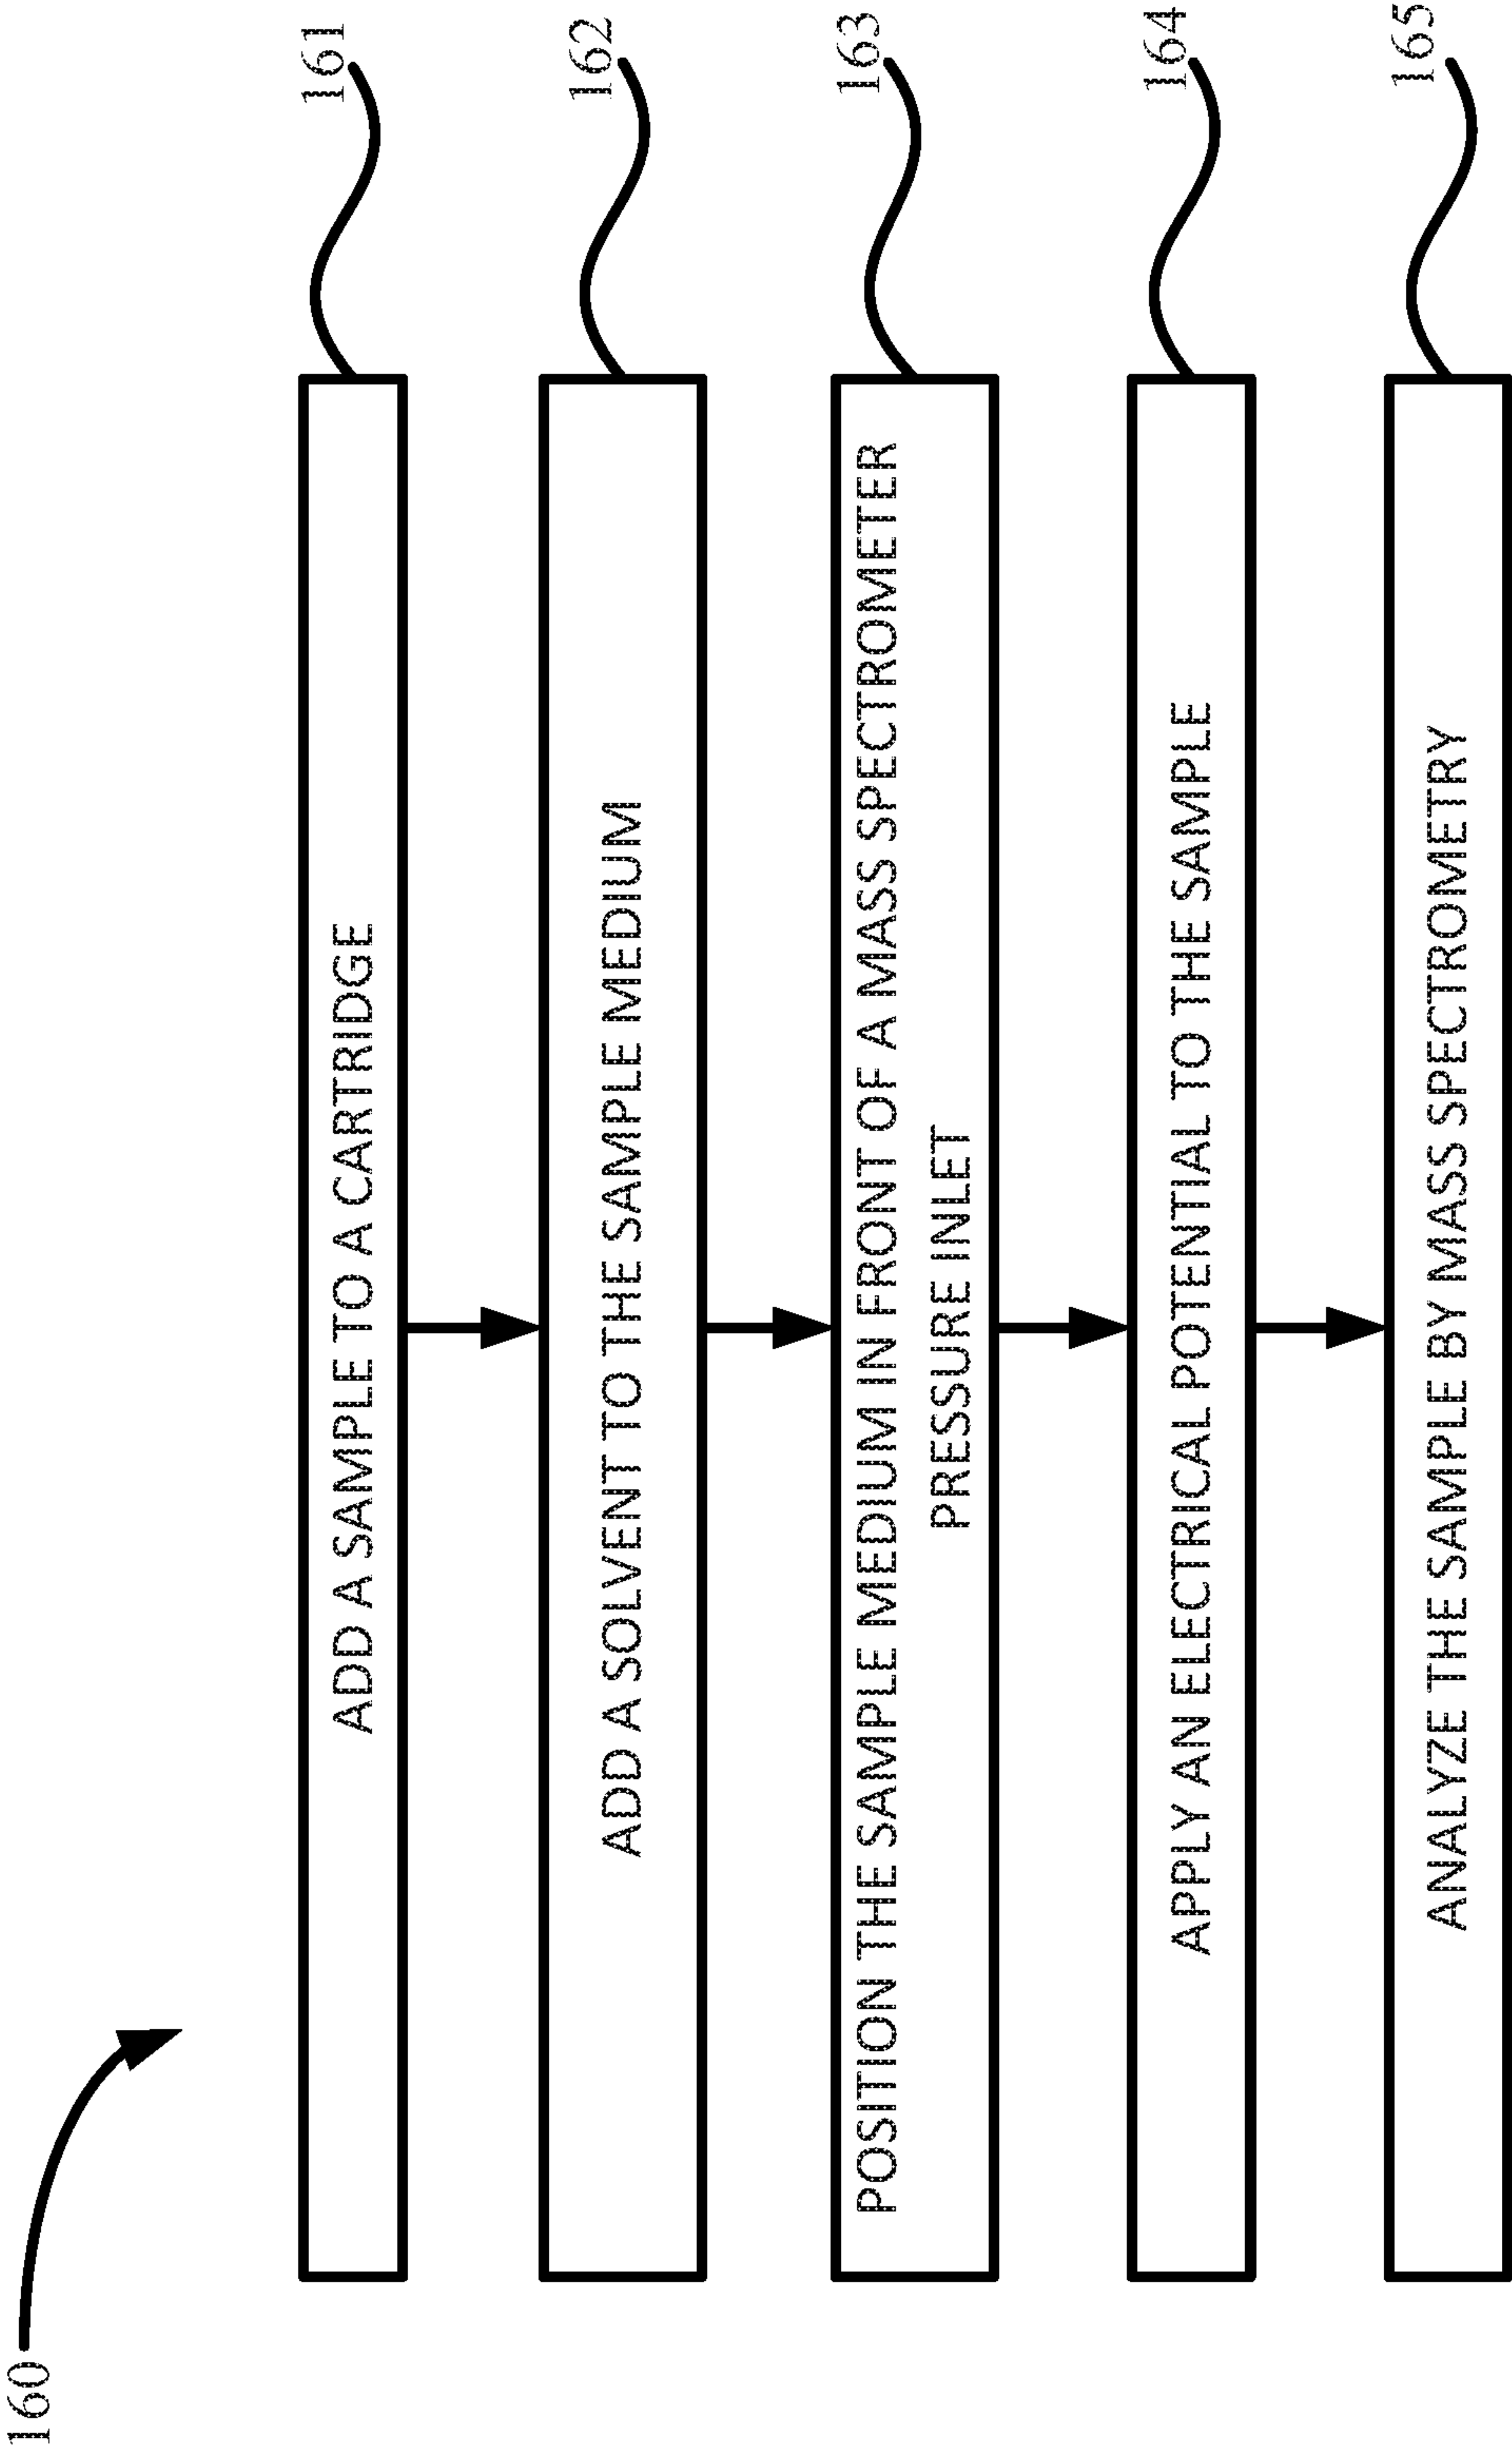 160
ADD A SAMPLE TO A CARTRIDGE
161
ADD A SOLVENT TO THE SAMPLE MEDIUM
162
POSITION THE SAMPLE MEDIUM IN FRONT OF A MASS SPECTROMETER
PRESSURE INLET
163
APPLY AN ELECTRICAL POTENTIAL TO THE SAMPLE
164
ANALYZE THE SAMPLE BY MASS SPECTROMETRY
165